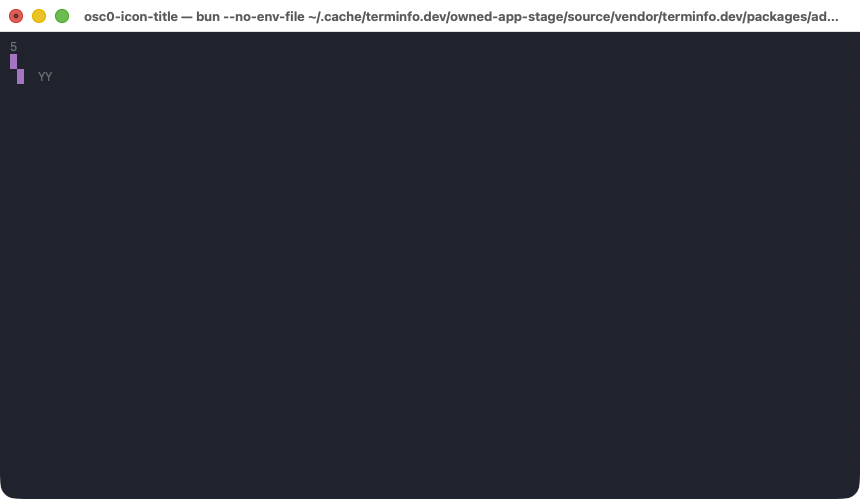 osc0-icon-title — bun --no-env-file ~/.cache/terminfo.dev/owned-app-stage/source/vendor/terminfo.dev/packages/ad...
5
YY